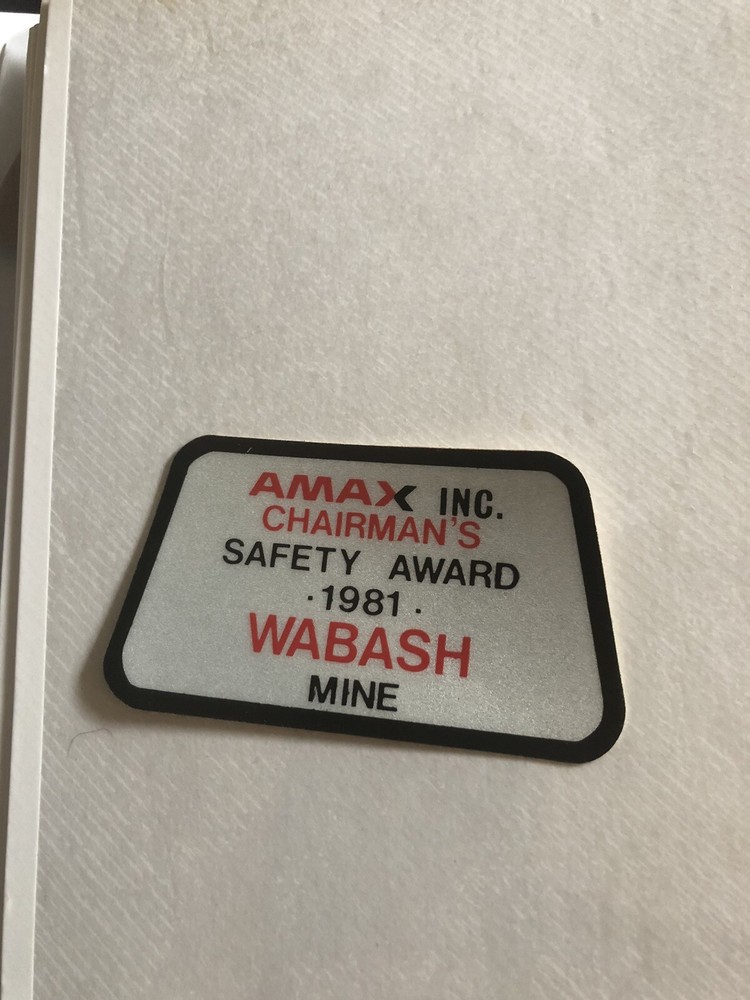 AMAX INC.
CHAIRMAN'S
SAFETY AWARD
·1981·
WABASH
MINE